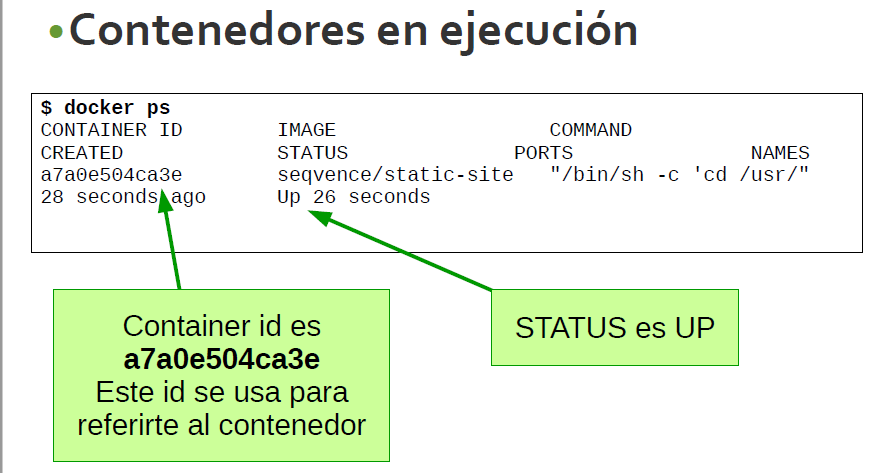 •Contenedores en ejecución
$ docker ps
CONTAINER ID IMAGE COMMAND
CREATED STATUS PORTS NAMES
a7a0e504ca3e seqvence/static-site "/bin/sh -c 'cd /usr/"
28 seconds ago Up 26 seconds
Container id es
a7a0e504ca3e
Este id se usa para
referirte al contenedor
STATUS es UP